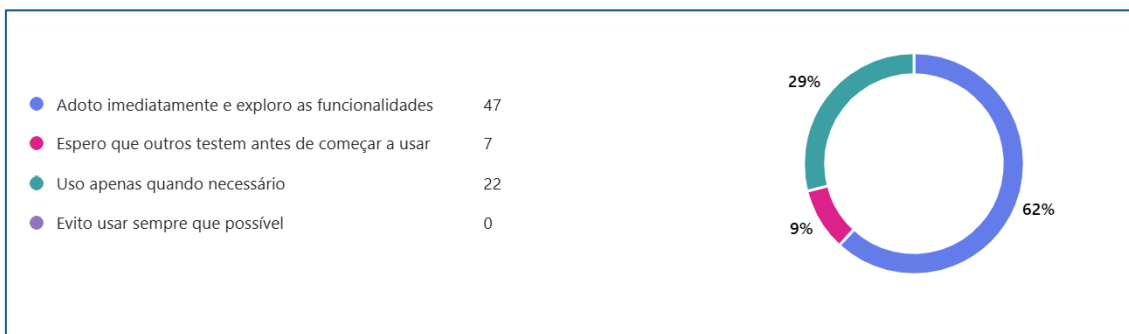 Adoto imediatamente e exploro as funcionalidades 47
Espero que outros testem antes de começar a usar 7
Uso apenas quando necessário 22
Evito usar sempre que possível 0
29%
9%
62%